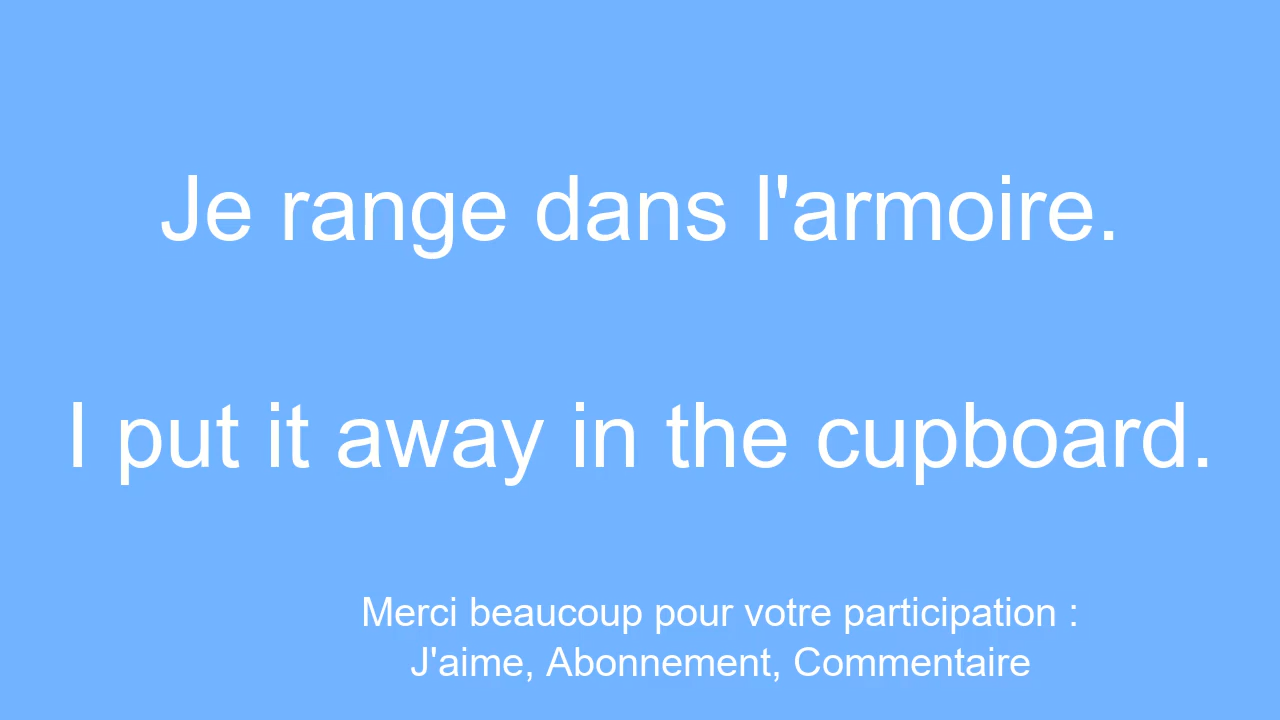 Je range dans l'armoire.
I put it away in the cupboard.
Merci beaucoup pour votre participation :
J'aime, Abonnement, Commentaire